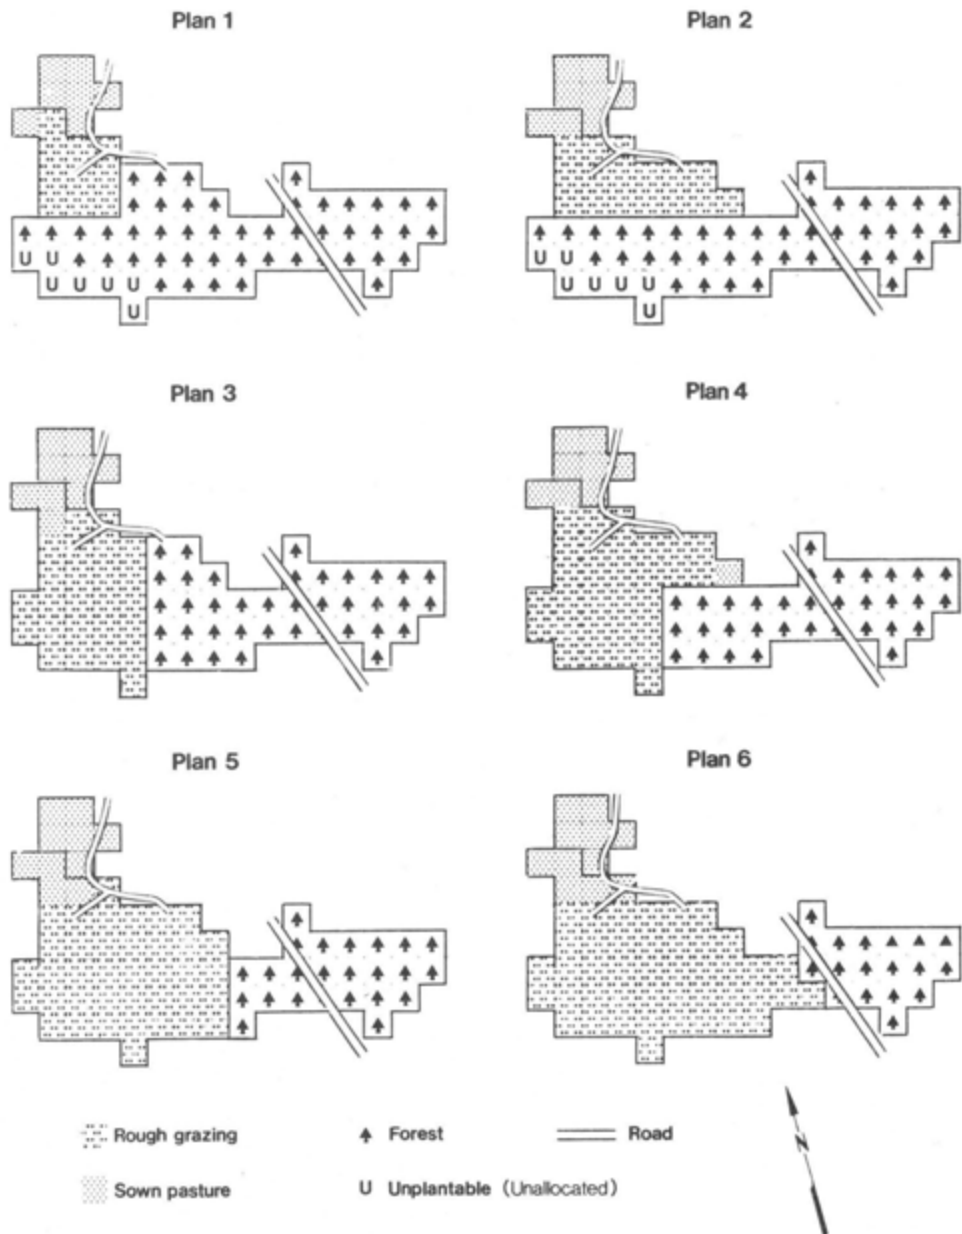 Plan 1
Plan 2
U U
U U U U
U
U U
U U U U
U
Plan 3
Plan 4
Plan 5
Plan 6
Rough grazing
Forest
Road
Sown pasture
U Unplantable (Unallocated)
N